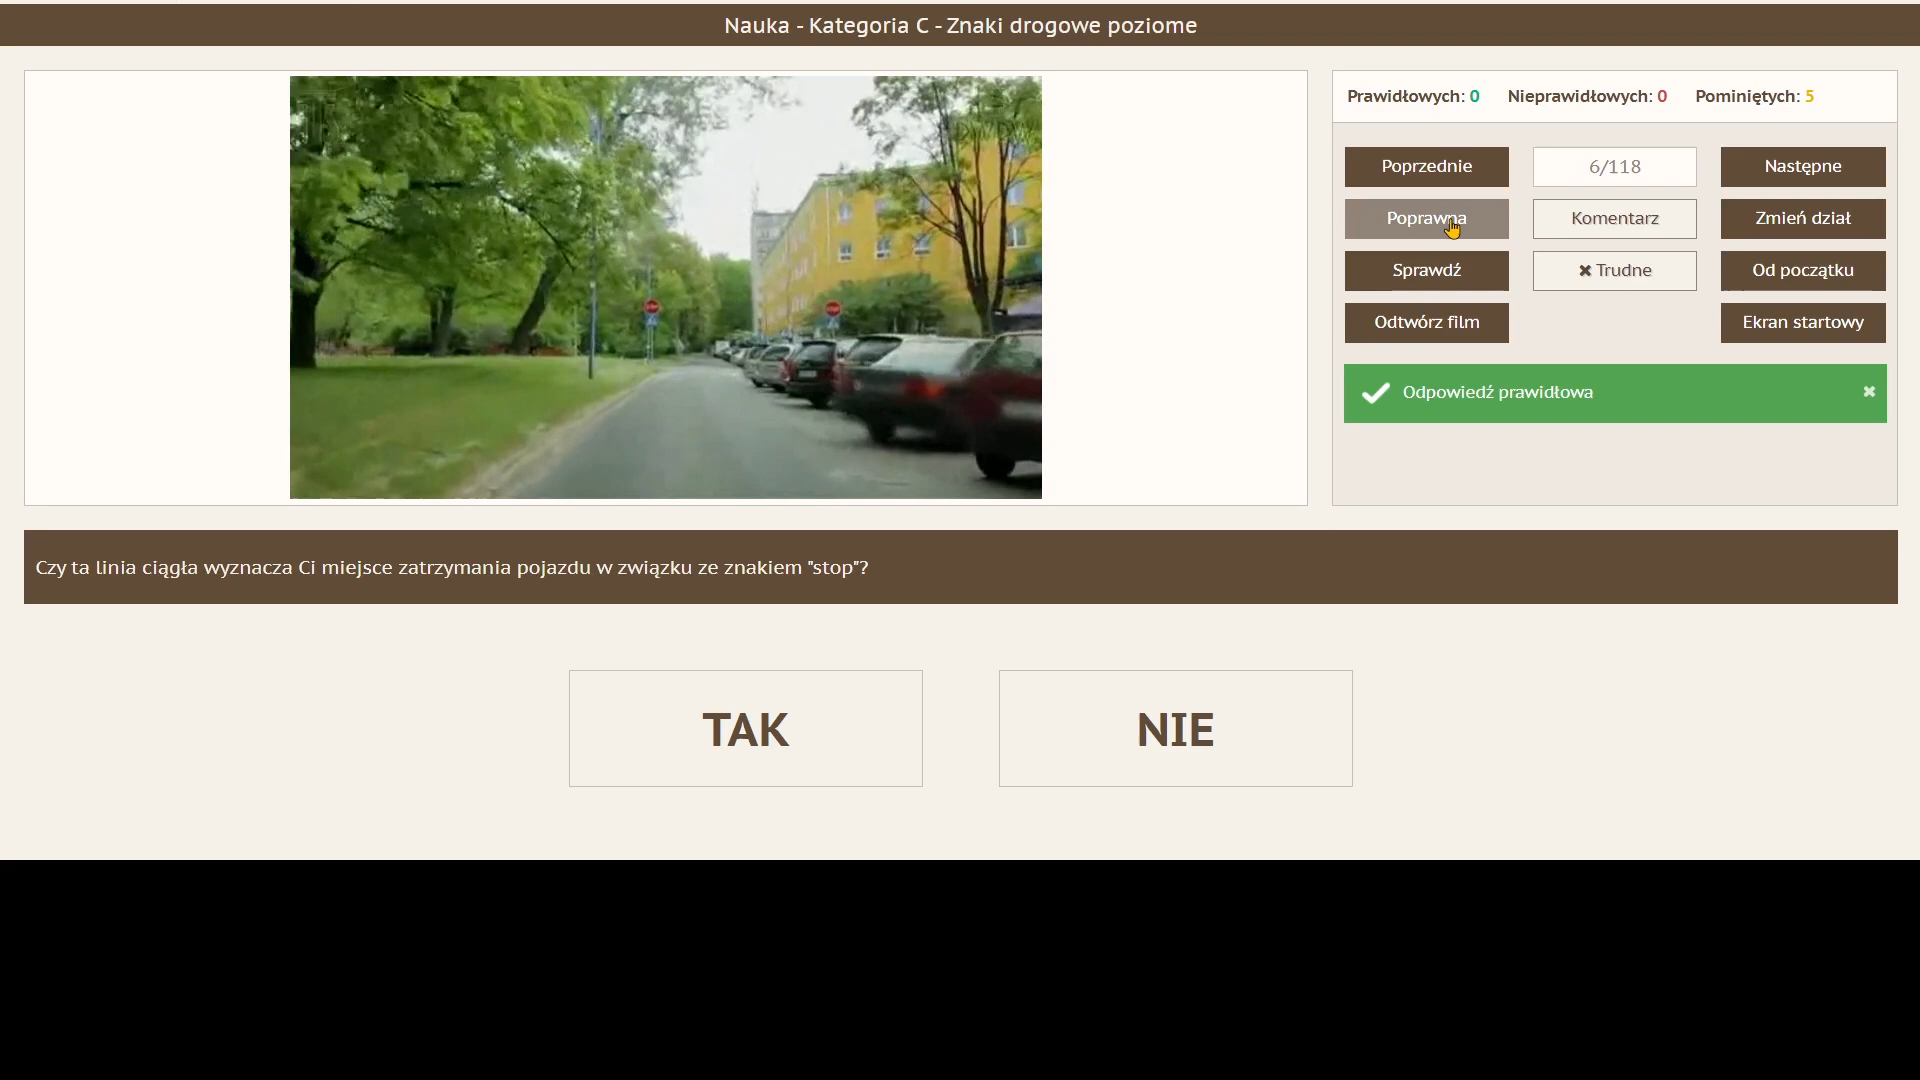 Nauka - Kategoria C - Znaki drogowe poziome
Prawidłowych: 0 Nieprawidłowych: 0 Pominiętych: 5
Poprzednie 6/118 Następne
Poprawna Komentarz Zmień dział
Sprawdź Trudne Od początku
Odtwórz film Ekran startowy
Odpowiedź prawidłowa
Czy ta linia ciągła wyznacza Ci miejsce zatrzymania pojazdu w związku ze znakiem "stop"?
TAK NIE